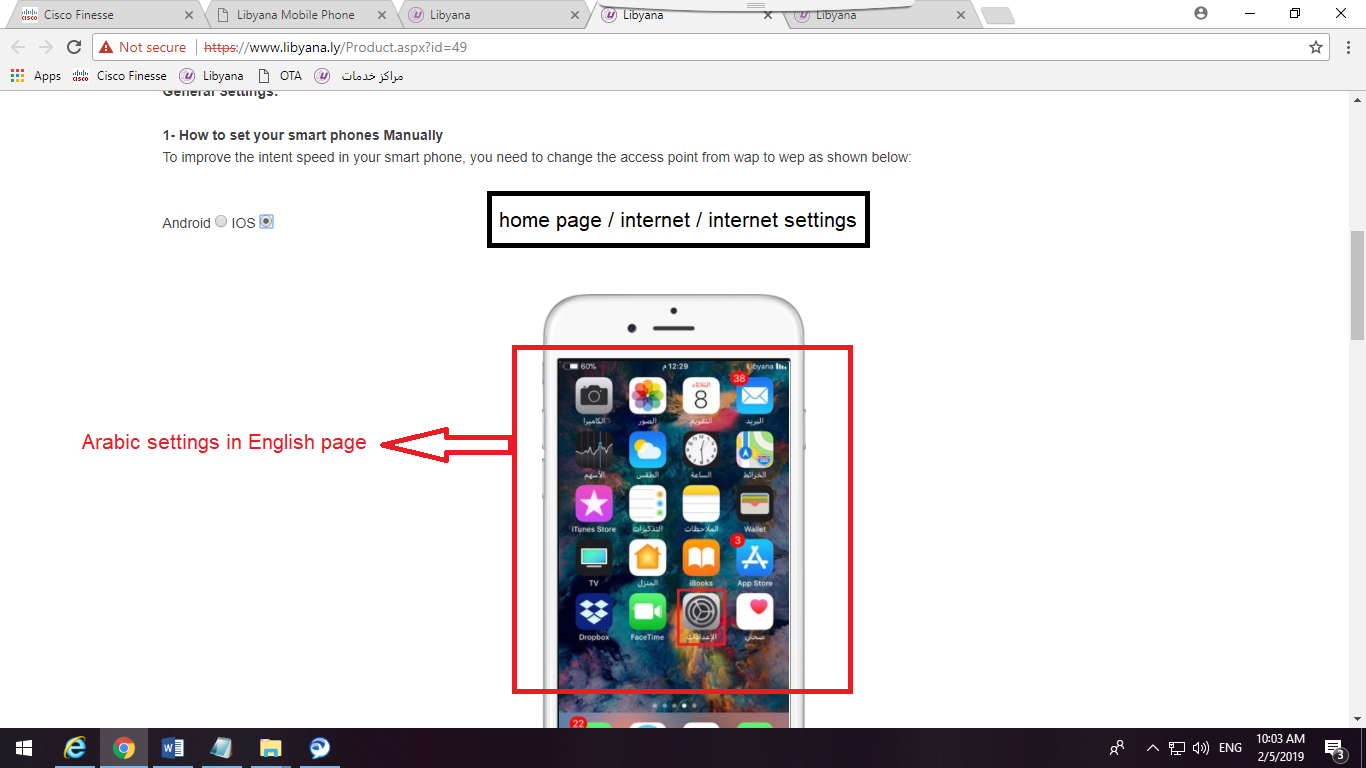 Cisco Finesse
Libyana Mobile Phone
Libyana
Libyana
Libyana
Not secure
https://www.libyana.ly/Product.aspx?id=49
Apps
Cisco Finesse
Libyana
OTA
مراكز خدمات
General Settings:
1- How to set your smart phones Manually
To improve the intent speed in your smart phone, you need to change the access point from wap to wep as shown below:
Android IOS
home page / internet / internet settings
60% 12:29 م Libyana
الثلاثاء
8 38
الكاميرا الصور التقويم البريد
الأسهم الطقس الساعة الخرائط
iTunes Store التذكيرات الملاحظات Wallet
3
TV المنزل iBooks App Store
Dropbox FaceTime الإعدادات صحتي
22
Arabic settings in English page
ENG
10:03 AM
2/5/2019
3